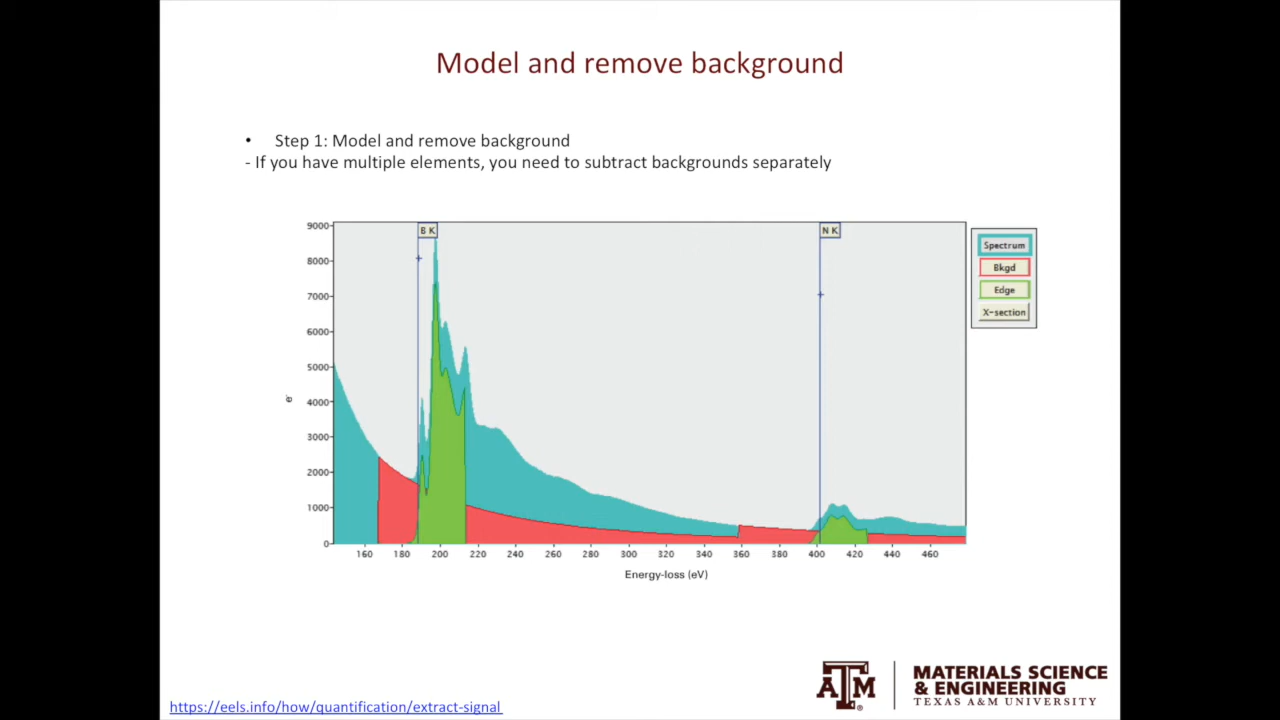 Model and remove background
• Step 1: Model and remove background
- If you have multiple elements, you need to subtract backgrounds separately
B K
N K
9000
8000
7000
6000
5000
4000
3000
2000
1000
0
e-
160 180 200 220 240 260 280 300 320 340 360 380 400 420 440 460
Energy-loss (eV)
Spectrum
Bkgd
Edge
X-section
https://eels.info/how/quantification/extract-signal
ATM
MATERIALS SCIENCE
& ENGINEERING
TEXAS A&M UNIVERSITY